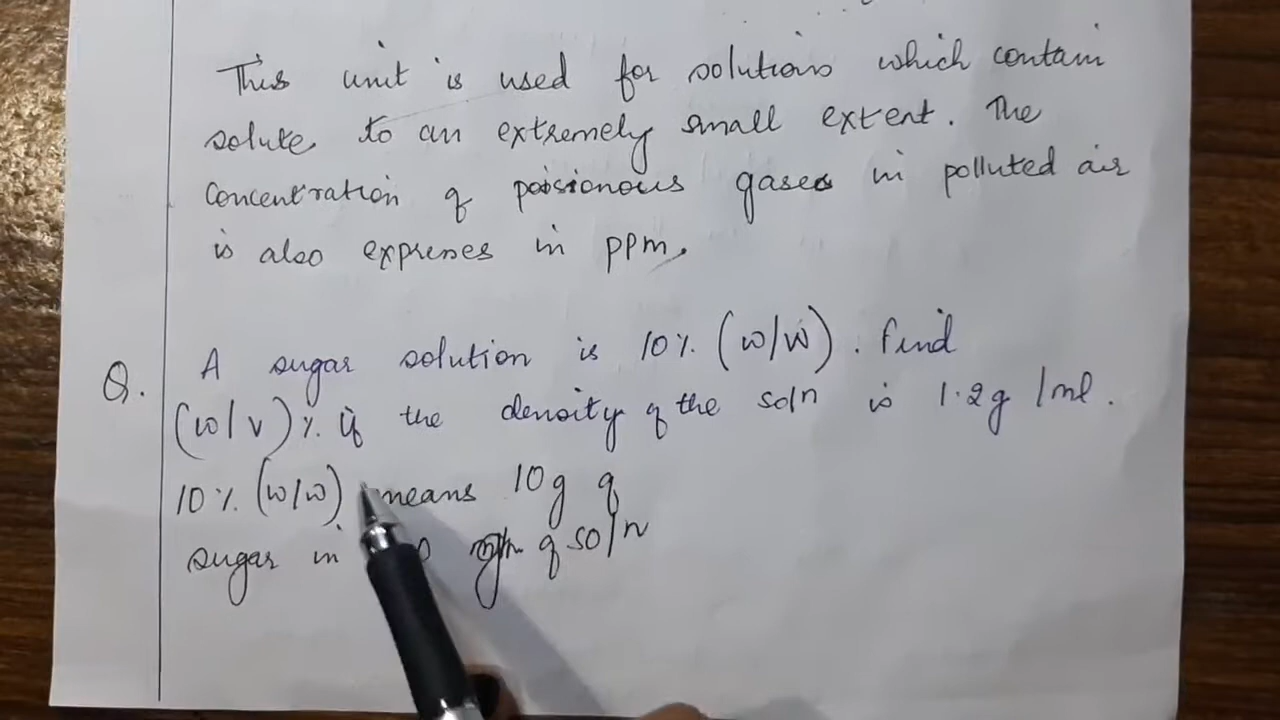 This unit is used for solutions which contain
solute to an extremely small extent. The
concentration of poisionous gases in polluted air
is also expresses in ppm.
Q. A sugar solution is 10% (w/w). Find
(w/v)% if the density of the soln is 1.2g/ml.
10% (w/w) means 10g of
sugar in of soln